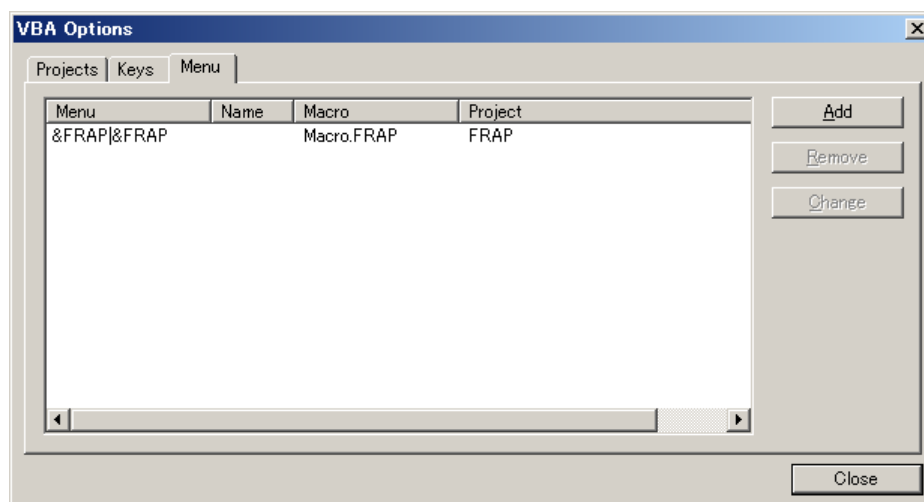 VBA Options
Projects Keys Menu
Menu Name Macro Project
&FRAP|&FRAP Macro.FRAP FRAP
Add
Remove
Change
Close